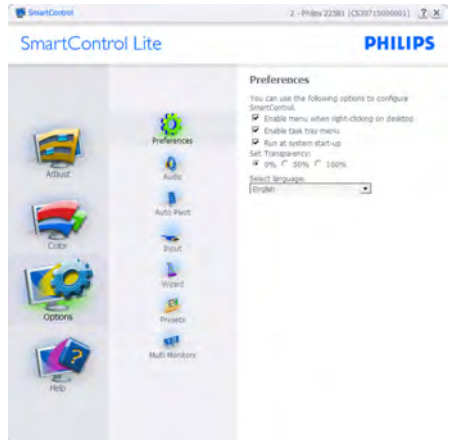 SmartControl
2 - Philips 225B1 (CS30715000001) ? X
SmartControl Lite
PHILIPS
Preferences
You can use the following options to configure
SmartControl.
Enable menu when right-clicking on desktop
Enable task tray menu
Run at system start-up
Set Transparency:
0% 50% 100%
Select language:
English
Adjust
Color
Options
Help
Preferences
Audio
Auto Pivot
Input
Wizard
Presets
Multi Monitors